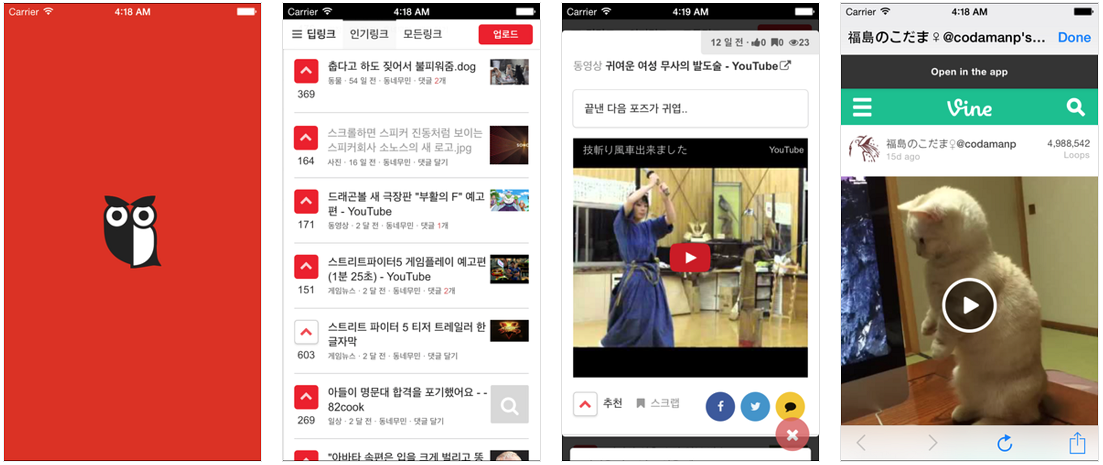 Carrier 4:18 AM
Carrier 4:18 AM
딥링크 인기링크 모든링크 업로드
춥다고 하도 짖어서 불피워줌.dog
동물 · 54 일 전 · 동네무민 · 댓글 2개
369
스크롤하면 스피커 진동처럼 보이는
스피커회사 소노스의 새 로고.jpg
사진 · 16 일 전 · 동네무민 · 댓글 달기
164
드래곤볼 새 극장판 "부활의 F" 예고
편 - YouTube
동영상 · 2 달 전 · 동네무민 · 댓글 1개
171
스트리트파이터5 게임플레이 예고편
(1분 25초) - YouTube
게임뉴스 · 2 달 전 · 동네무민 · 댓글 2개
151
스트리트 파이터 5 티저 트레일러 한
글자막
게임뉴스 · 2 달 전 · 동네무민 · 댓글 달기
603
아들이 명문대 합격을 포기했어요 - -
82cook
일상 · 2 달 전 · 동네무민 · 댓글 달기
269
"아바타 속편은 입을 크게 벌리고 똥
Carrier 4:19 AM
12 일 전 · 0 0 23
동영상 귀여운 여성 무사의 발도술 - YouTube
끝낸 다음 포즈가 귀엽..
技斬り風車出来ました YouTube
추천 스크랩
Carrier 4:18 AM
福島のこだま♀@codamanp's... Done
Open in the app
Vine
福島のこだま♀@codamanp 4,988,542
15d ago Loops